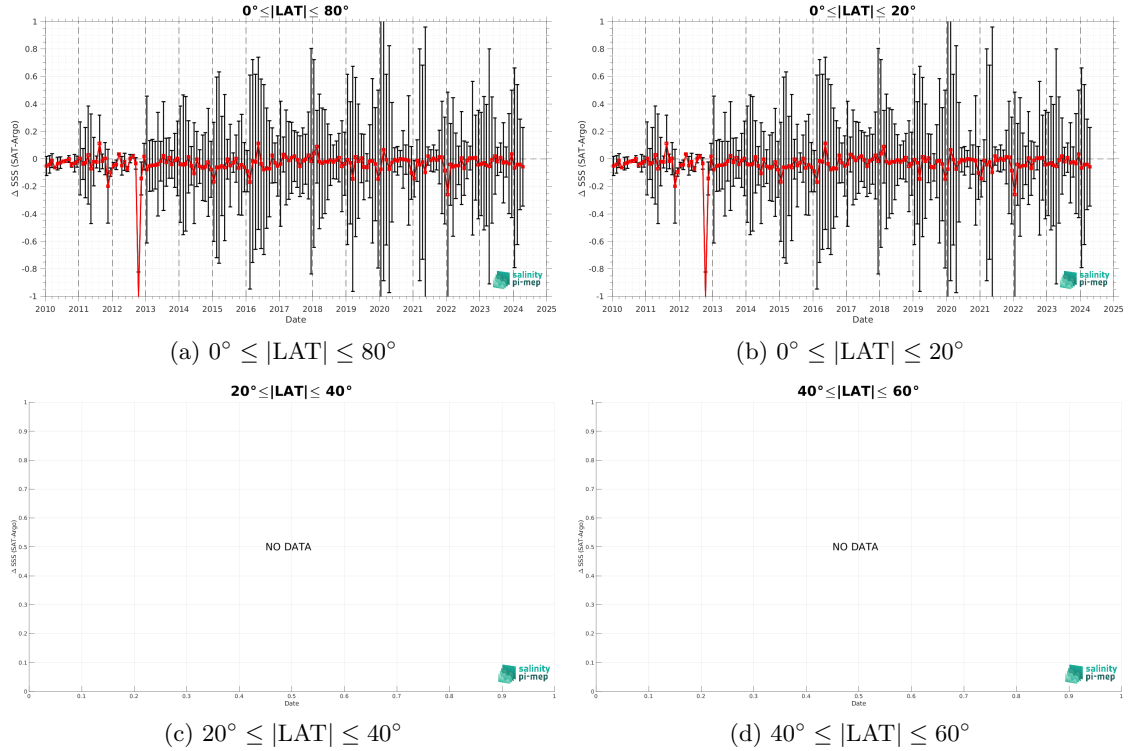 0°≤|LAT|≤ 80°
1
0.8
0.6
0.4
0.2
0
-0.2
-0.4
-0.6
-0.8
-1
Δ SSS (SAT-Argo)
2010 2011 2012 2013 2014 2015 2016 2017 2018 2019 2020 2021 2022 2023 2024 2025
Date
salinity
pi-mep
(a) 0° ≤ |LAT| ≤ 80°
0°≤|LAT|≤ 20°
1
0.8
0.6
0.4
0.2
0
-0.2
-0.4
-0.6
-0.8
-1
Δ SSS (SAT-Argo)
2010 2011 2012 2013 2014 2015 2016 2017 2018 2019 2020 2021 2022 2023 2024 2025
Date
salinity
pi-mep
(b) 0° ≤ |LAT| ≤ 20°
20°≤|LAT|≤ 40°
1
0.9
0.8
0.7
0.6
0.5
0.4
0.3
0.2
0.1
0
Δ SSS (SAT-Argo)
NO DATA
0 0.1 0.2 0.3 0.4 0.5 0.6 0.7 0.8 0.9 1
Date
salinity
pi-mep
(c) 20° ≤ |LAT| ≤ 40°
40°≤|LAT|≤ 60°
1
0.9
0.8
0.7
0.6
0.5
0.4
0.3
0.2
0.1
0
Δ SSS (SAT-Argo)
NO DATA
0 0.1 0.2 0.3 0.4 0.5 0.6 0.7 0.8 0.9 1
Date
salinity
pi-mep
(d) 40° ≤ |LAT| ≤ 60°